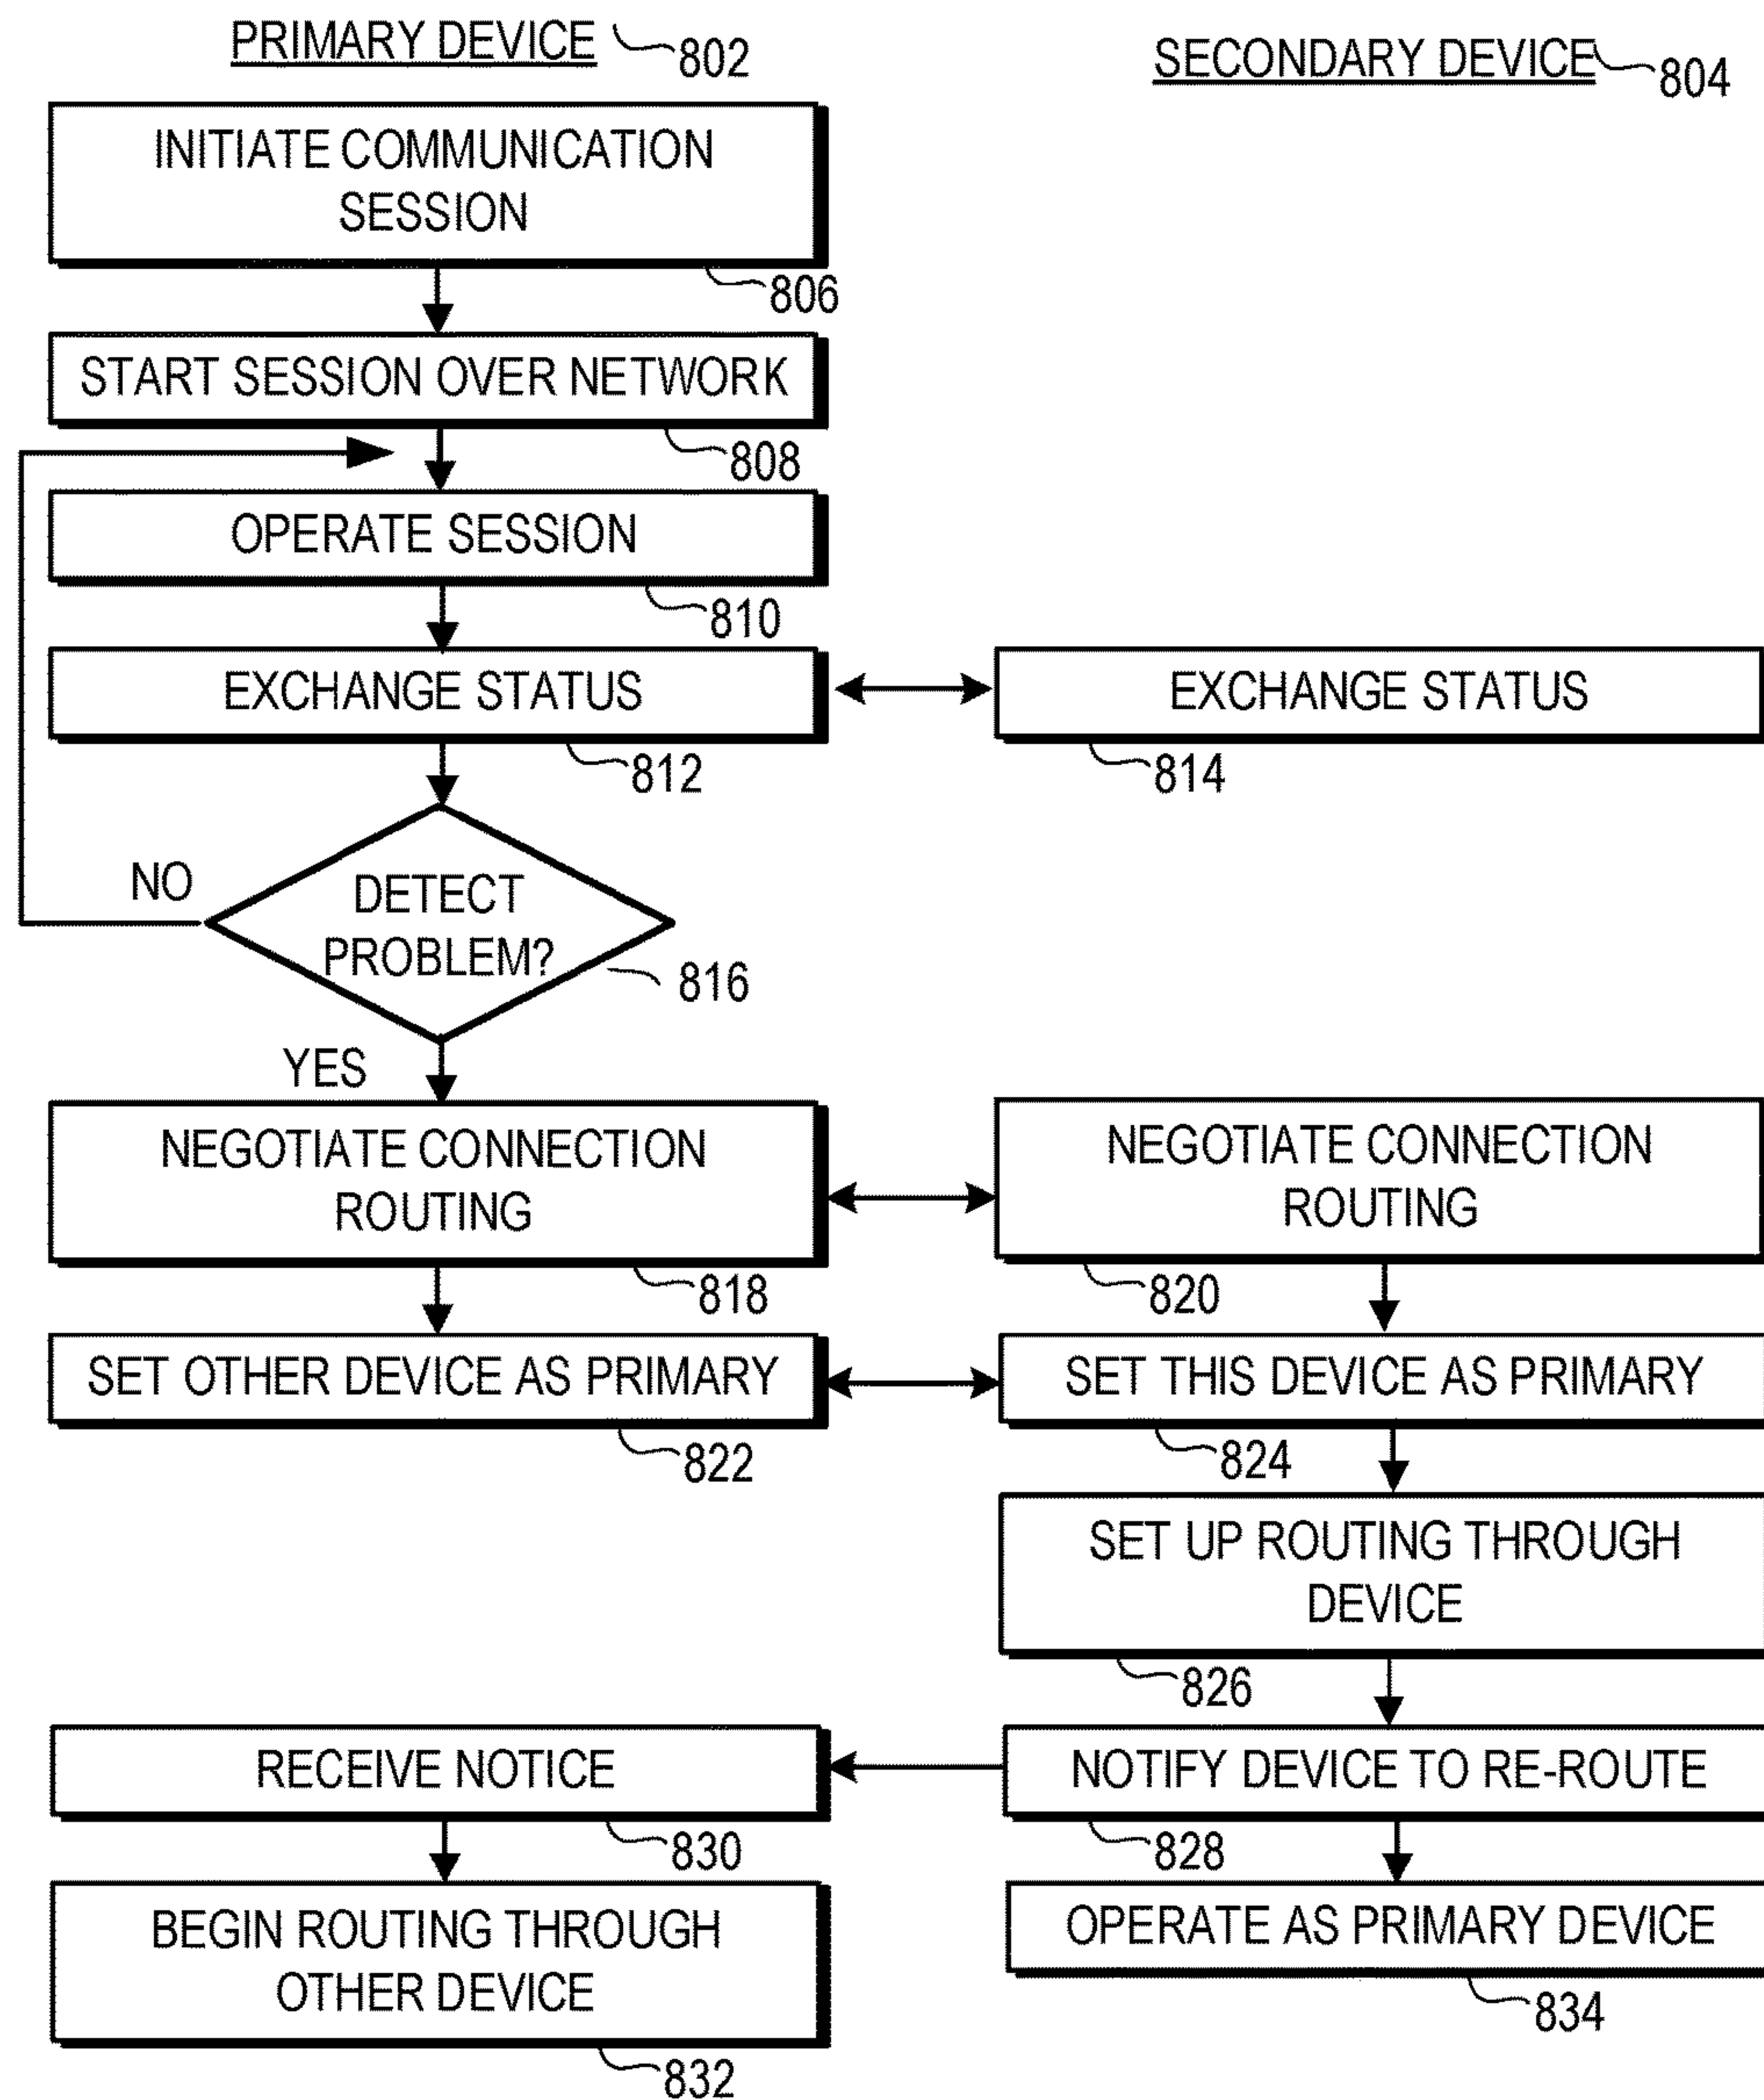 PRIMARY DEVICE 802
SECONDARY DEVICE 804
INITIATE COMMUNICATION
SESSION
806
START SESSION OVER NETWORK
808
OPERATE SESSION
810
EXCHANGE STATUS
812
EXCHANGE STATUS
814
NO
DETECT
PROBLEM?
816
YES
NEGOTIATE CONNECTION
ROUTING
818
NEGOTIATE CONNECTION
ROUTING
820
SET OTHER DEVICE AS PRIMARY
822
SET THIS DEVICE AS PRIMARY
824
SET UP ROUTING THROUGH
DEVICE
826
RECEIVE NOTICE
830
NOTIFY DEVICE TO RE-ROUTE
828
BEGIN ROUTING THROUGH
OTHER DEVICE
832
OPERATE AS PRIMARY DEVICE
834